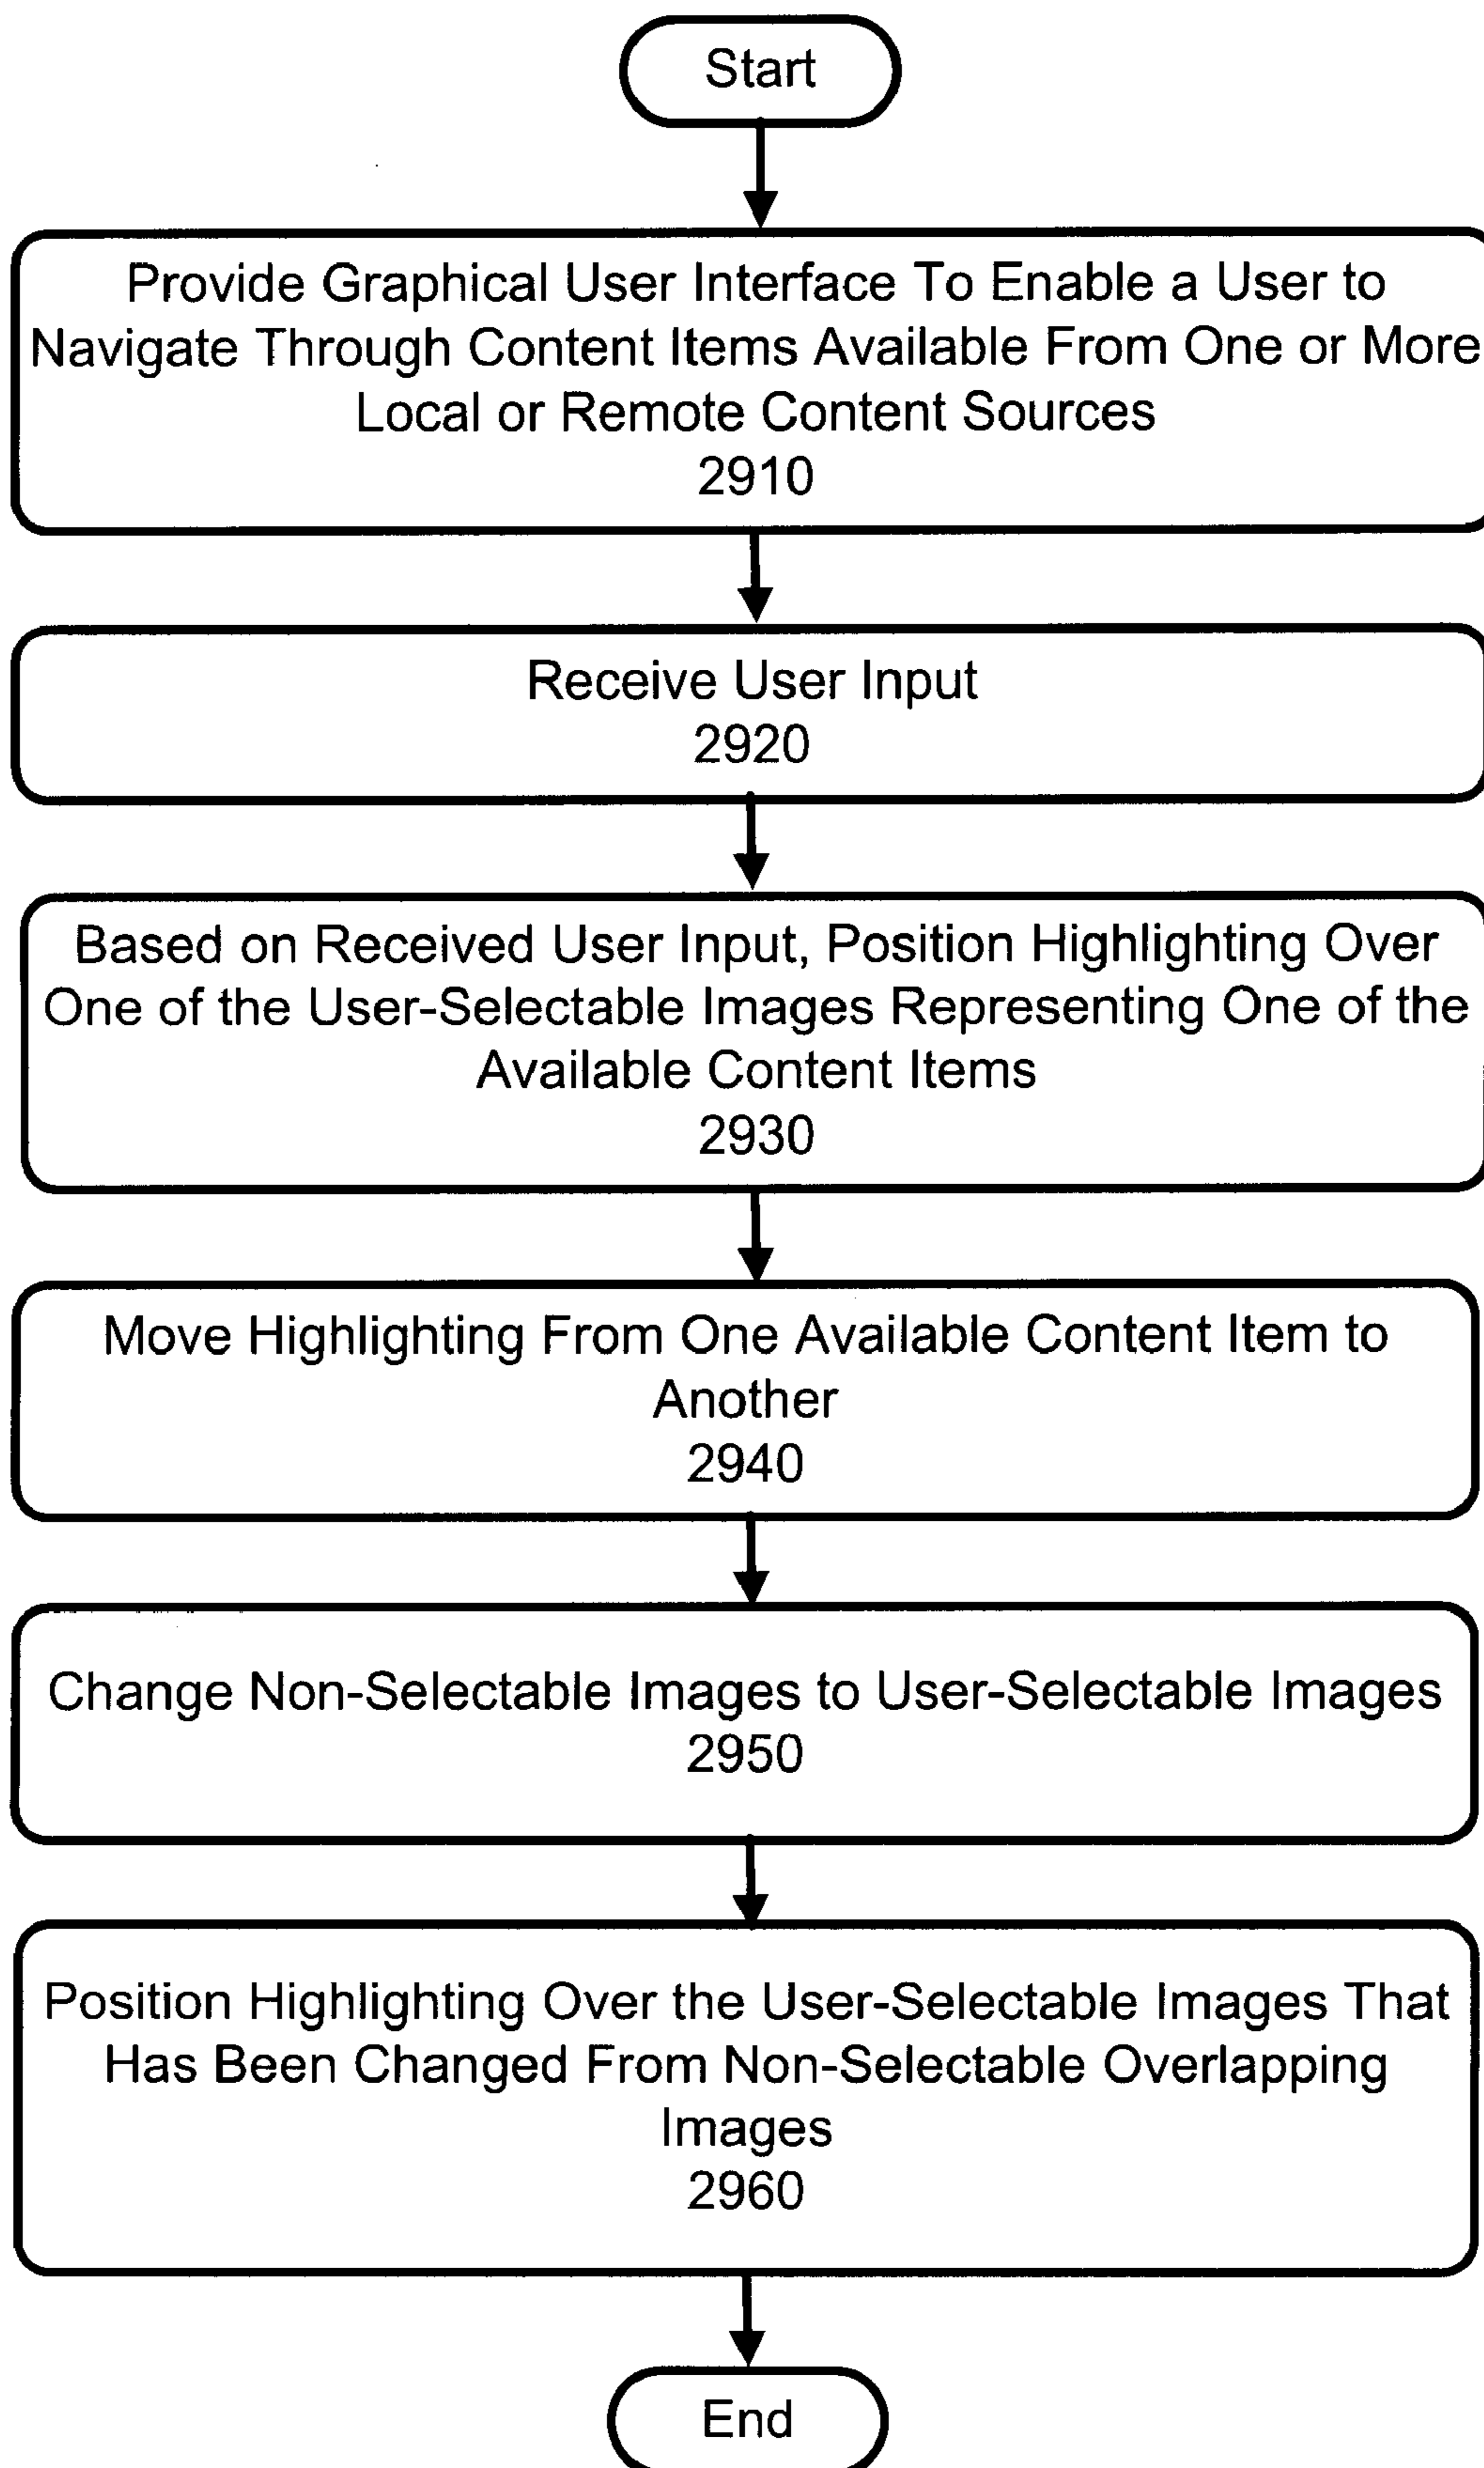 Start
Provide Graphical User Interface To Enable a User to
Navigate Through Content Items Available From One or More
Local or Remote Content Sources
2910
Receive User Input
2920
Based on Received User Input, Position Highlighting Over
One of the User-Selectable Images Representing One of the
Available Content Items
2930
Move Highlighting From One Available Content Item to
Another
2940
Change Non-Selectable Images to User-Selectable Images
2950
Position Highlighting Over the User-Selectable Images That
Has Been Changed From Non-Selectable Overlapping
Images
2960
End